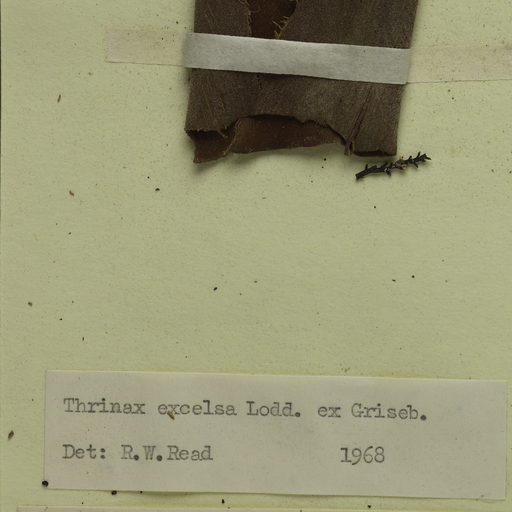 Thrinax excelsa Lodd. ex Griseb.
Det: R.W.Read 1968